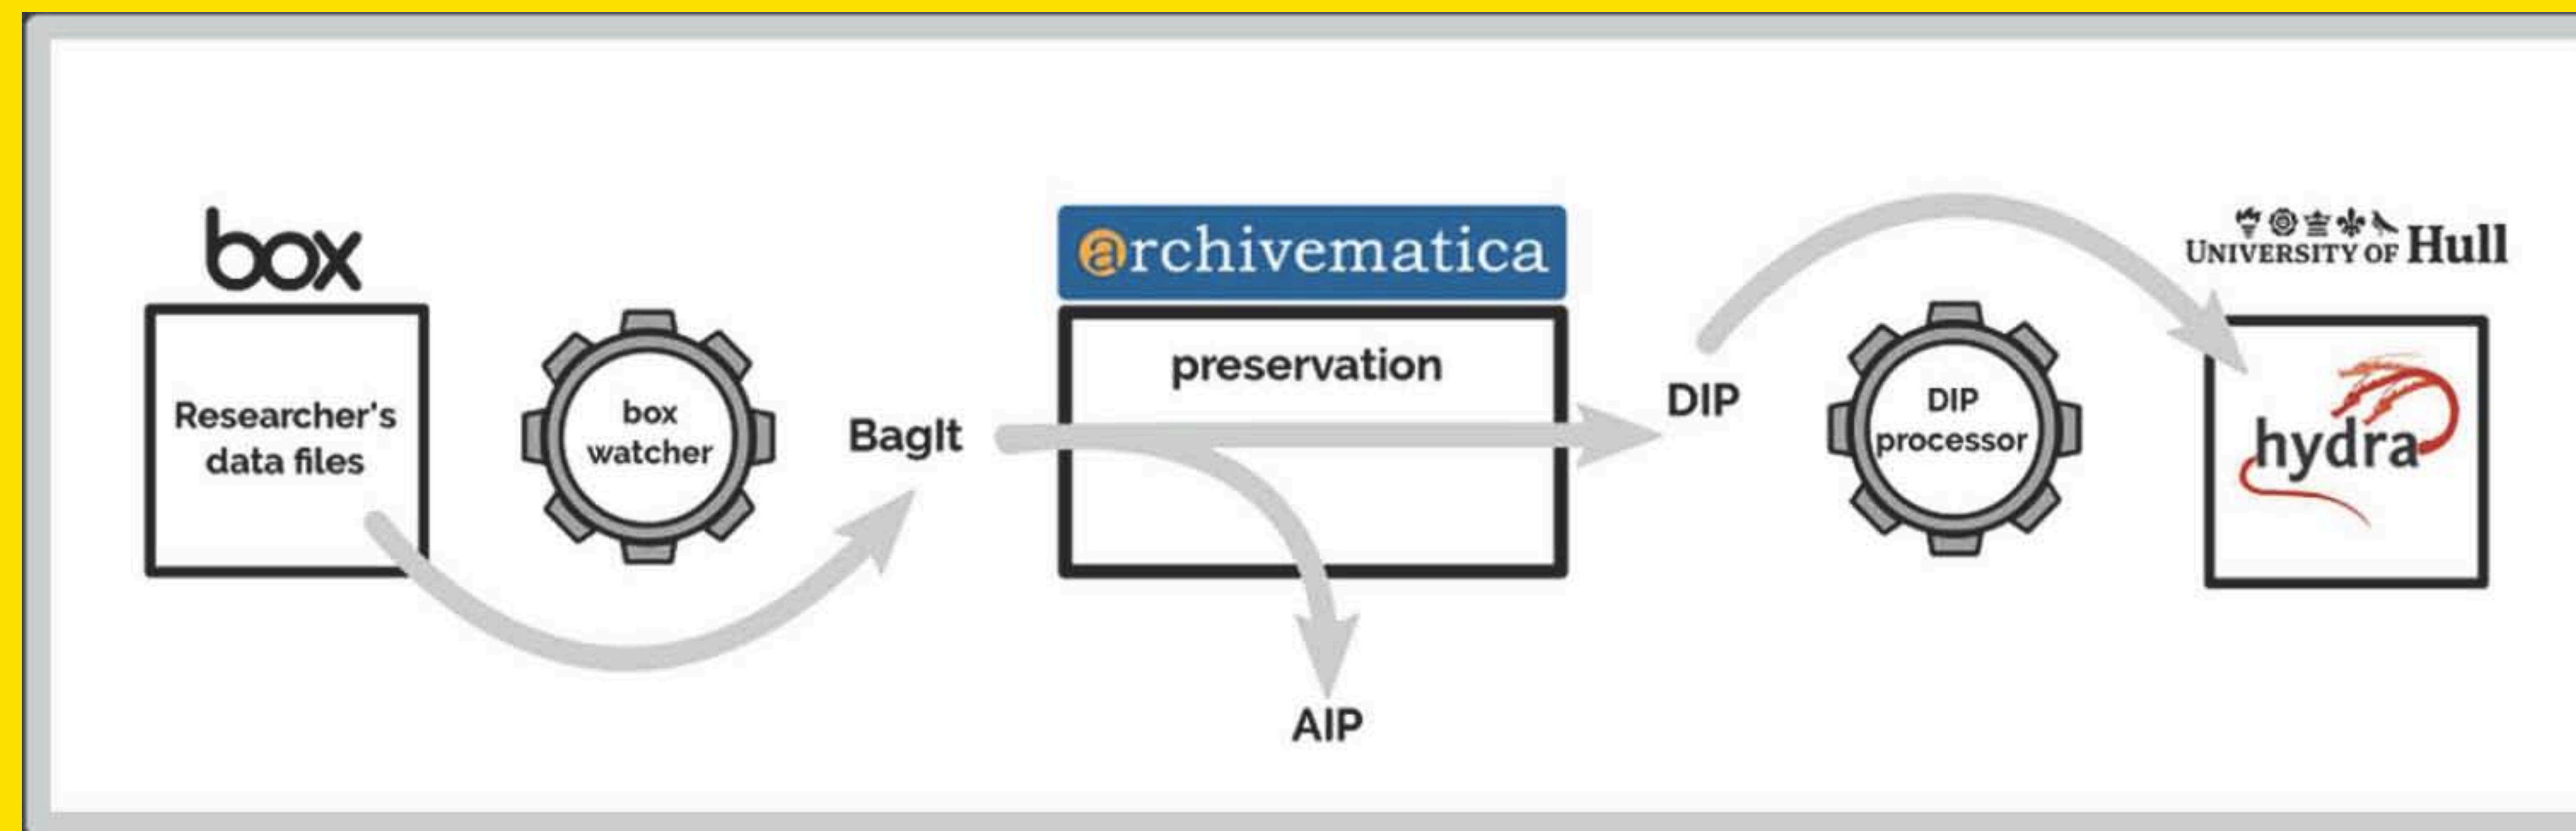 box
Researcher's
data files
box
watcher
BagIt
archivematica
preservation
AIP
DIP
DIP
processor
UNIVERSITY OF Hull
hydra